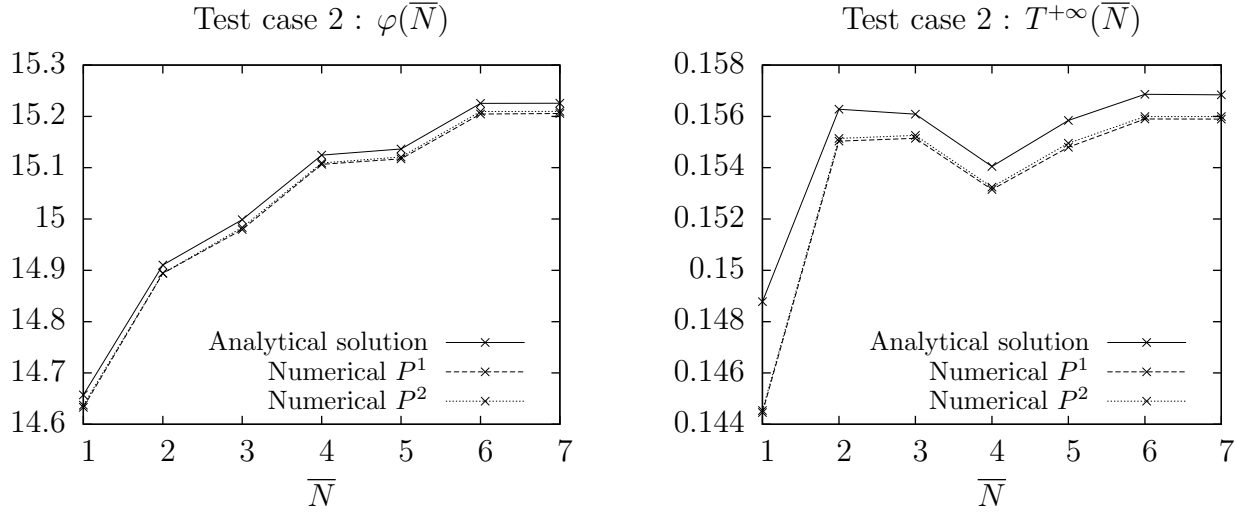 Test case 2 : φ(N̅)
15.3
15.2
15.1
15
14.9
14.8
14.7
14.6
Analytical solution
Numerical P¹
Numerical P²
1 2 3 4 5 6 7
N̅
Test case 2 : T⁺∞(N̅)
0.158
0.156
0.154
0.152
0.15
0.148
0.146
0.144
Analytical solution
Numerical P¹
Numerical P²
1 2 3 4 5 6 7
N̅